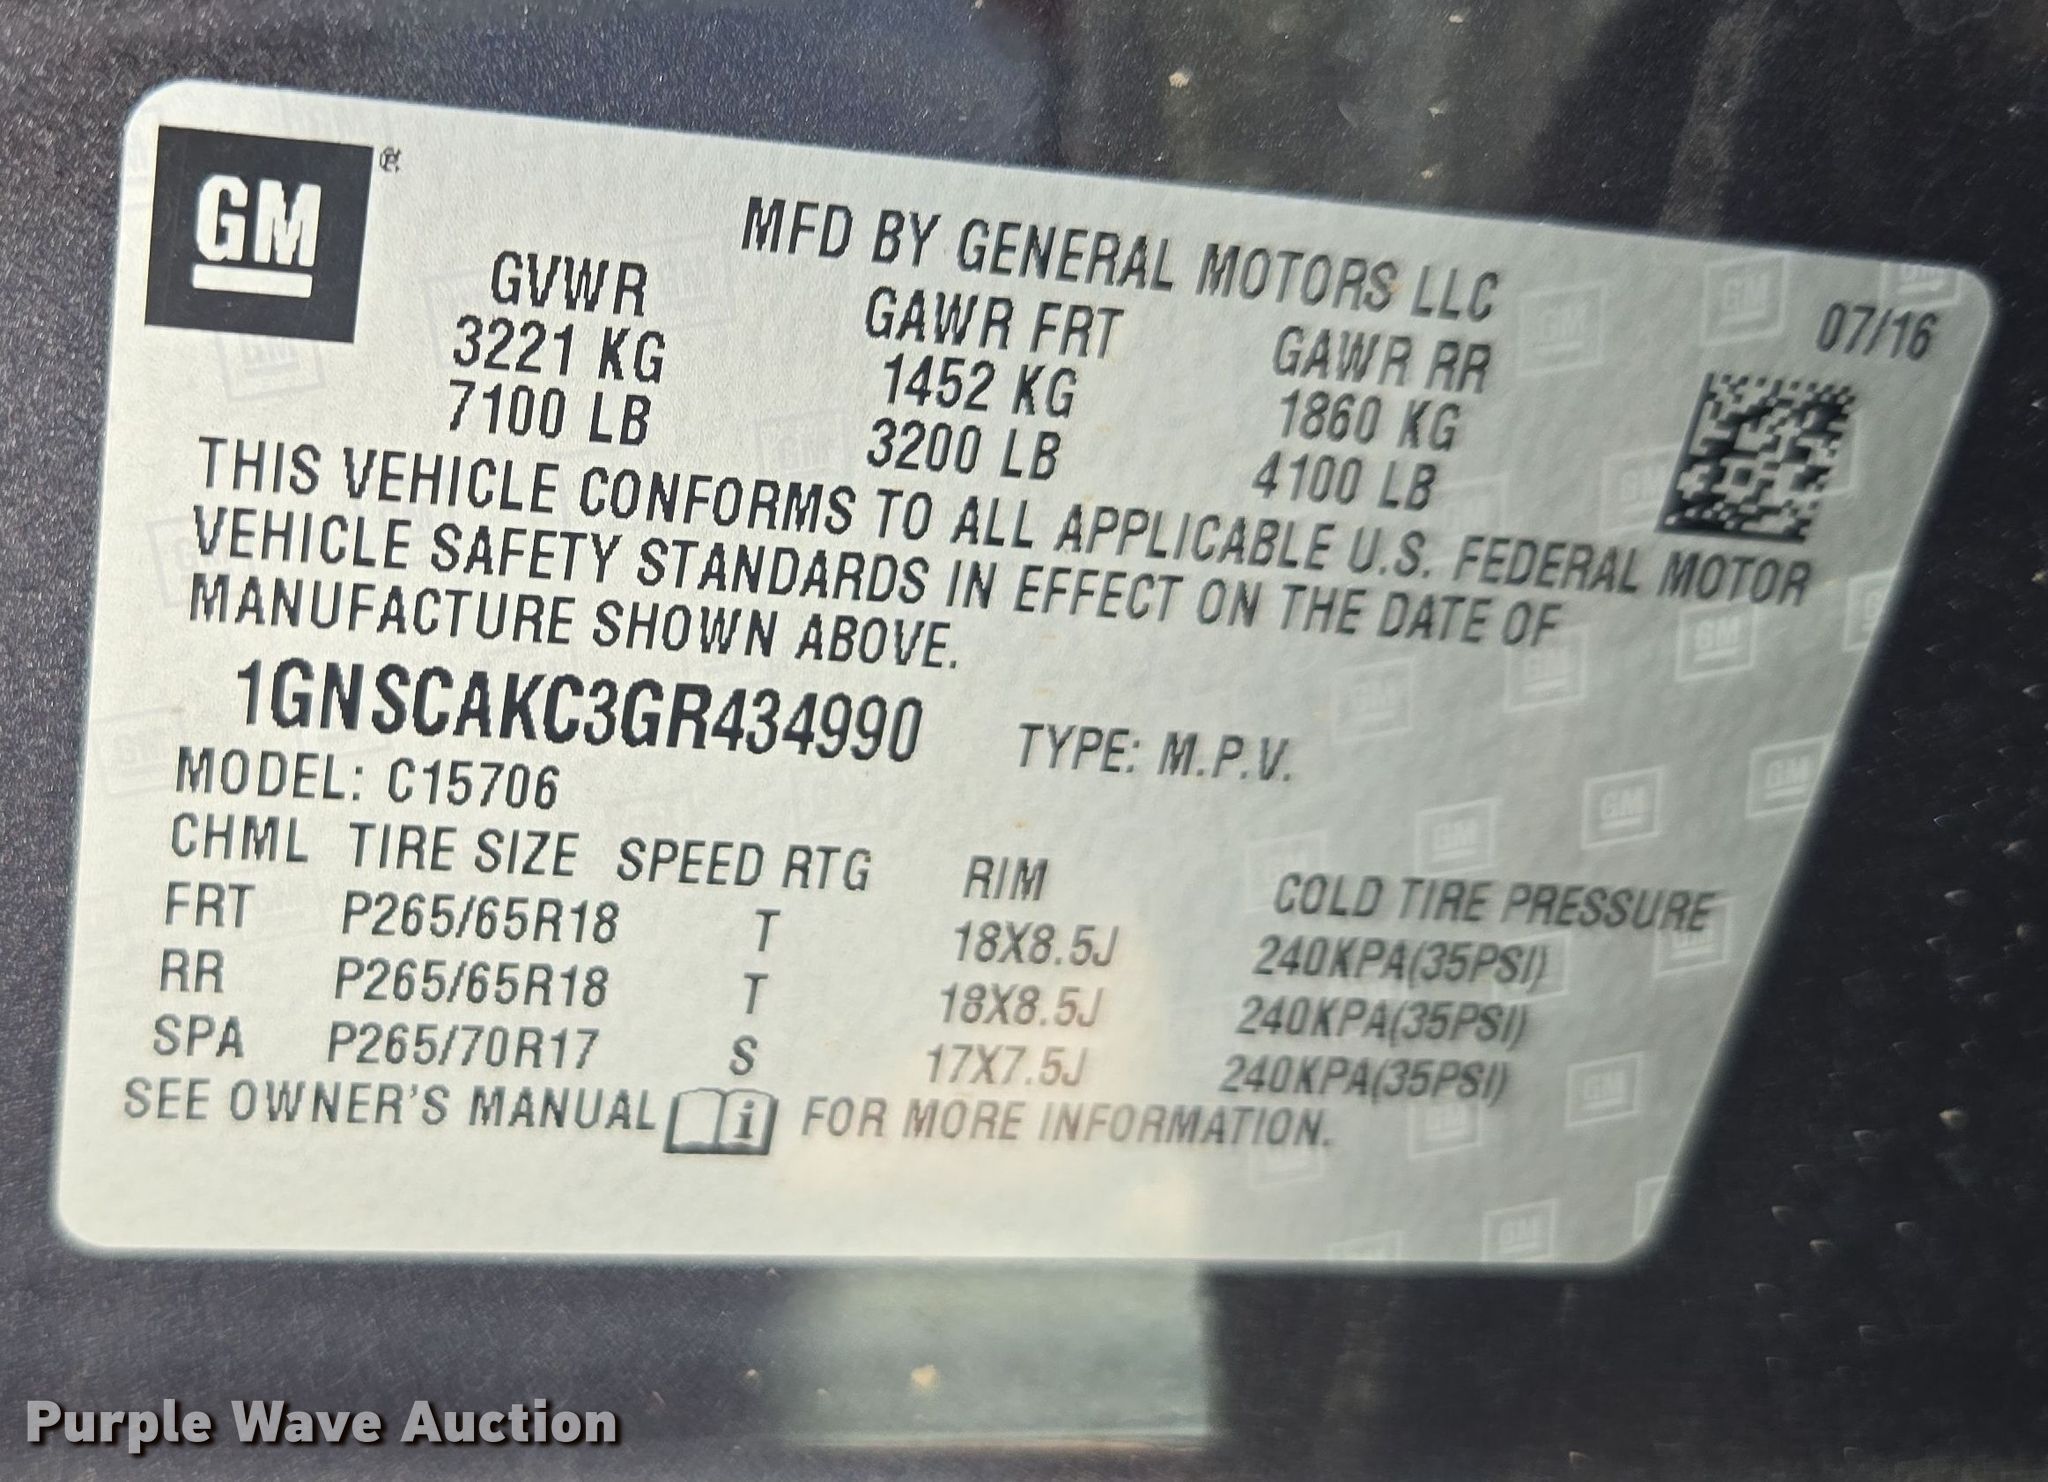 GM ®
MFD BY GENERAL MOTORS LLC
07/16
GVWR GAWR FRT GAWR RR
3221 KG 1452 KG 1860 KG
7100 LB 3200 LB 4100 LB
THIS VEHICLE CONFORMS TO ALL APPLICABLE U.S. FEDERAL MOTOR
VEHICLE SAFETY STANDARDS IN EFFECT ON THE DATE OF
MANUFACTURE SHOWN ABOVE.
1GNSCAKC3GR434990 TYPE: M.P.V.
MODEL: C15706
CHML TIRE SIZE SPEED RTG RIM COLD TIRE PRESSURE
FRT P265/65R18 T 18X8.5J 240KPA(35PSI)
RR P265/65R18 T 18X8.5J 240KPA(35PSI)
SPA P265/70R17 S 17X7.5J 240KPA(35PSI)
SEE OWNER'S MANUAL i FOR MORE INFORMATION.
Purple Wave Auction